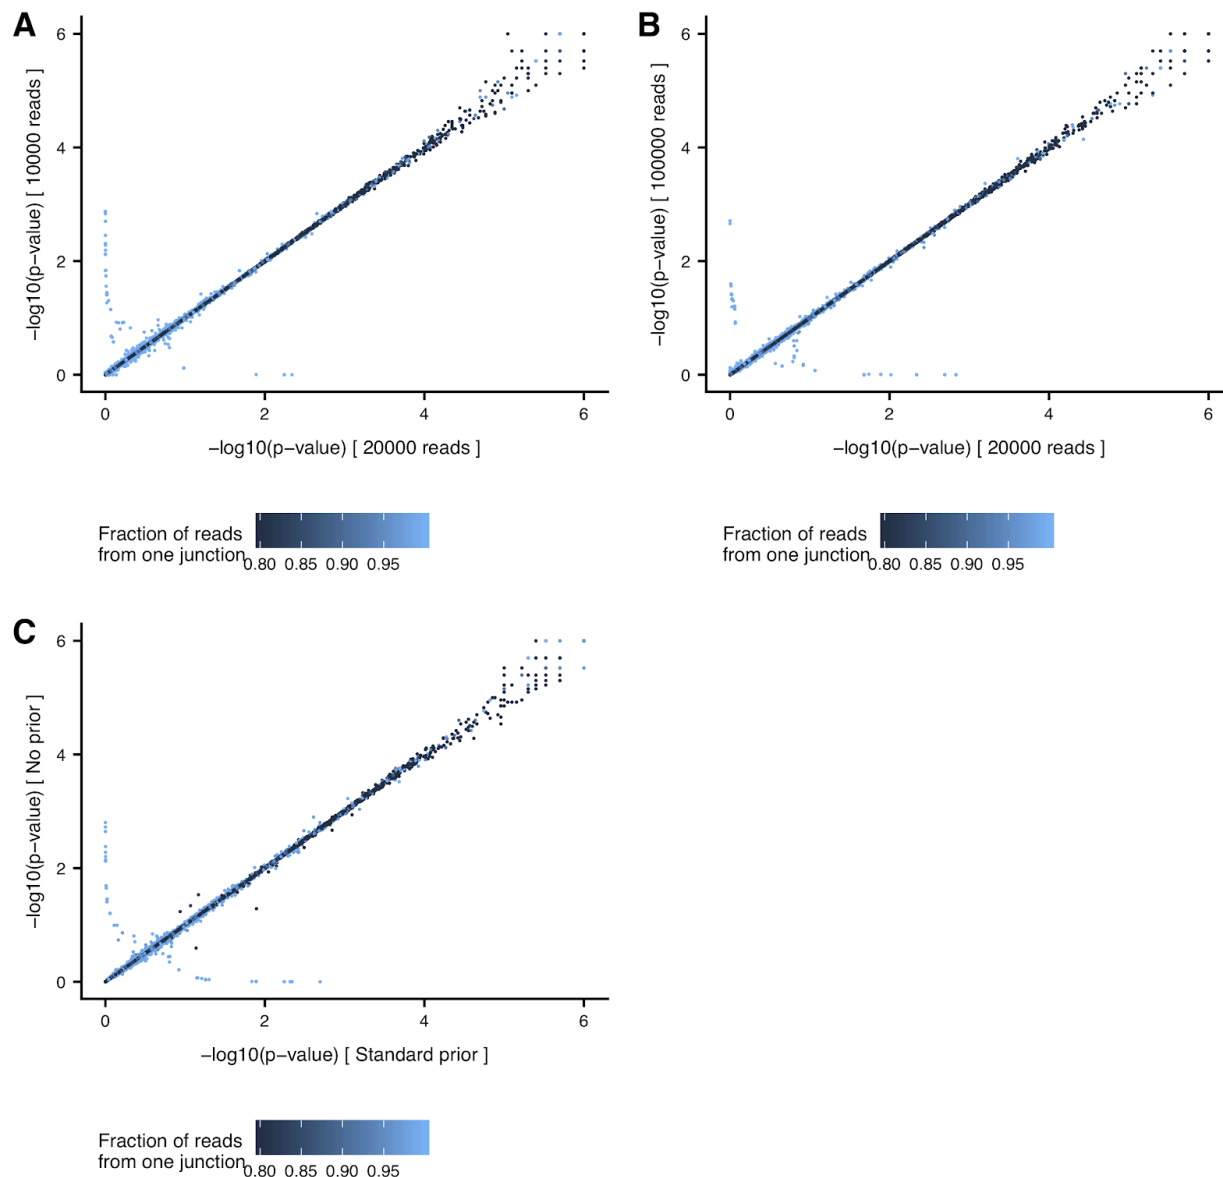 A
6
4
2
0
−log10(p−value) [ 10000 reads ]
0 2 4 6
−log10(p−value) [ 20000 reads ]
Fraction of reads
from one junction
0.80 0.85 0.90 0.95
B
6
4
2
0
−log10(p−value) [ 100000 reads ]
0 2 4 6
−log10(p−value) [ 20000 reads ]
Fraction of reads
from one junction
0.80 0.85 0.90 0.95
C
6
4
2
0
−log10(p−value) [ No prior ]
0 2 4 6
−log10(p−value) [ Standard prior ]
Fraction of reads
from one junction
0.80 0.85 0.90 0.95